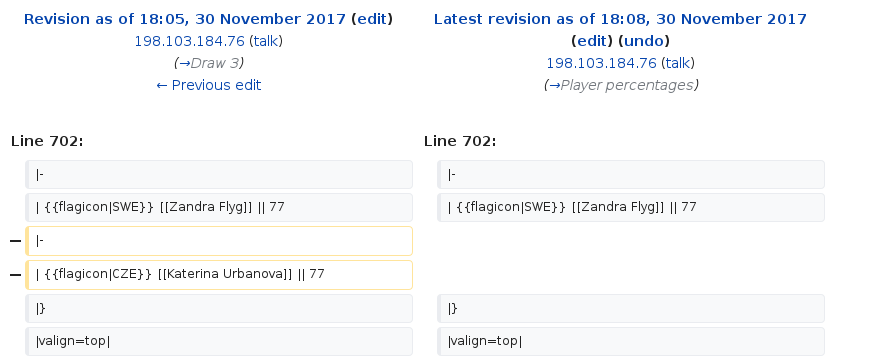 Revision as of 18:05, 30 November 2017 (edit)
198.103.184.76 (talk)
(→Draw 3)
← Previous edit
Latest revision as of 18:08, 30 November 2017
(edit) (undo)
198.103.184.76 (talk)
(→Player percentages)
Line 702:
Line 702:
|-
|-
| {{flagicon|SWE}} [[Zandra Flyg]] || 77
| {{flagicon|SWE}} [[Zandra Flyg]] || 77
− |-
− | {{flagicon|CZE}} [[Katerina Urbanova]] || 77
|}
|}
|valign=top|
|valign=top|